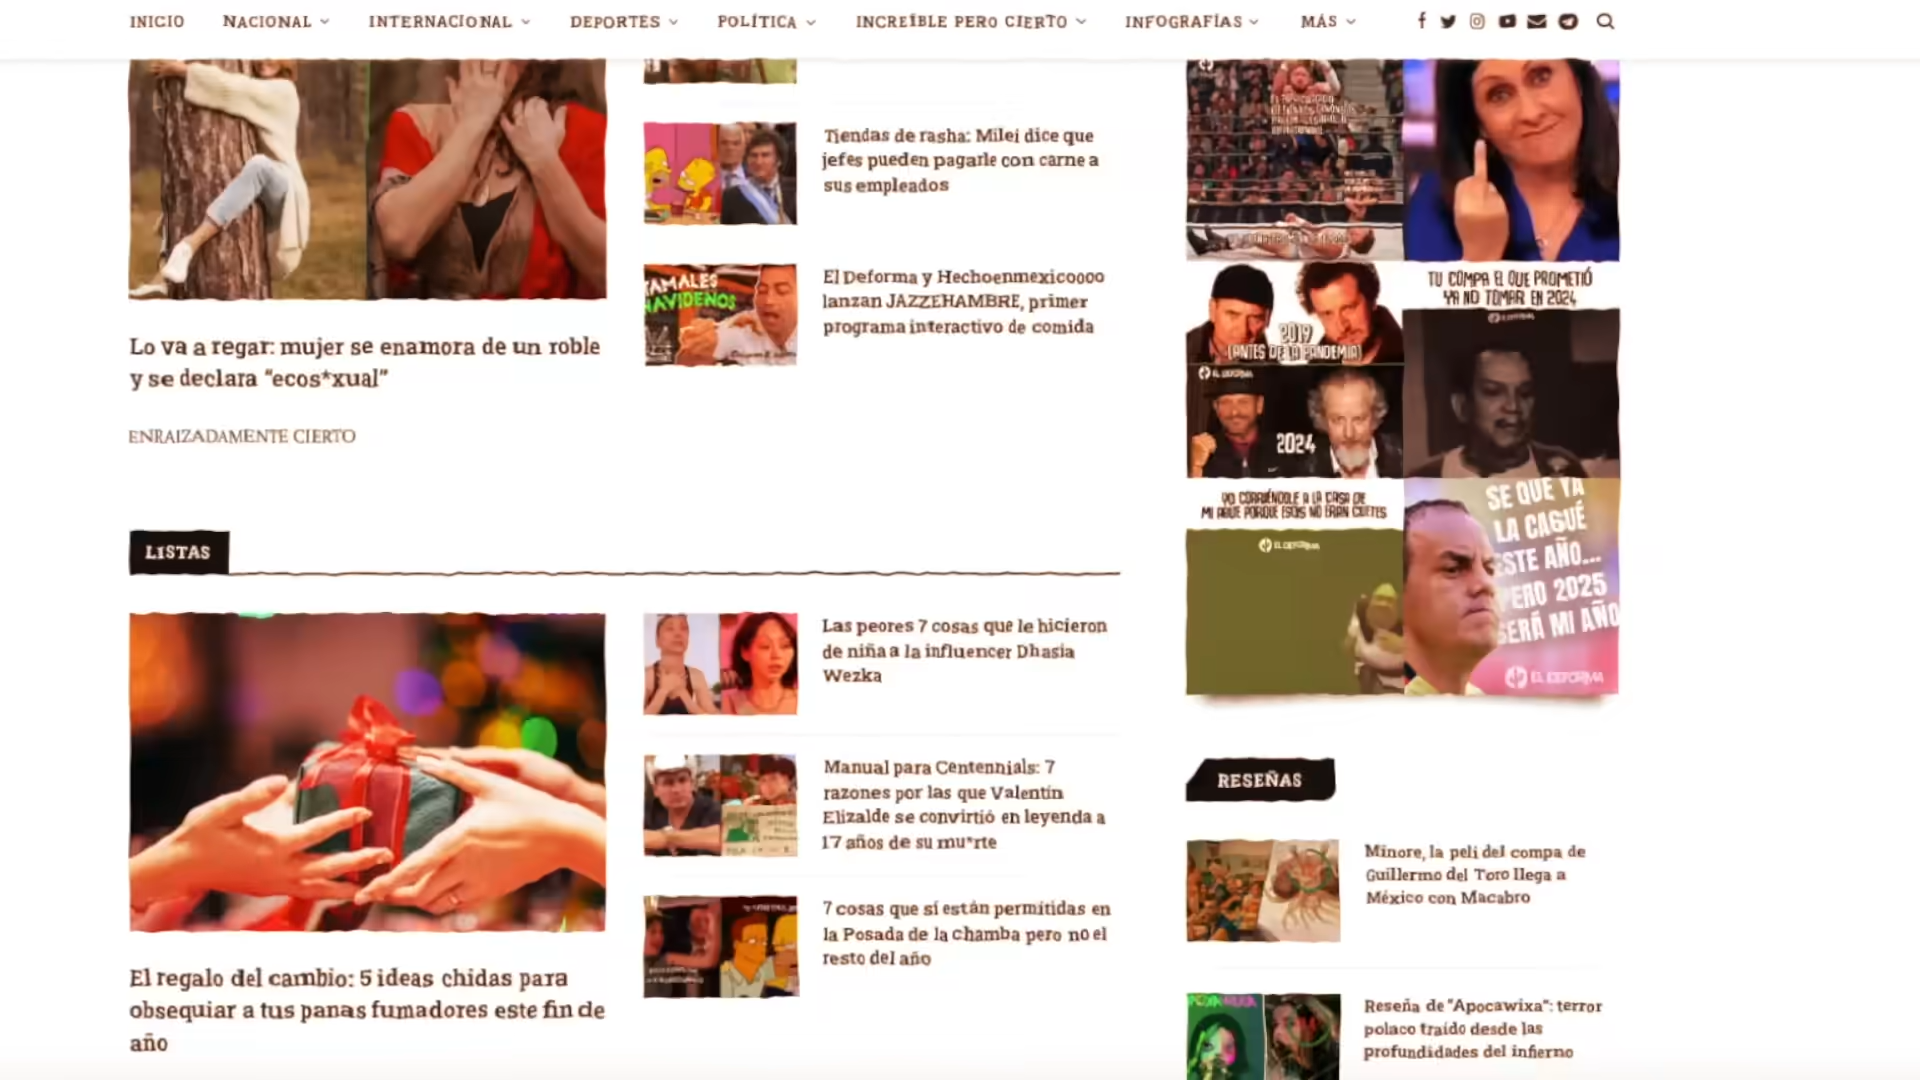 INICIO
NACIONAL
INTERNACIONAL
DEPORTES
POLÍTICA
INCREÍBLE PERO CIERTO
INFOGRAFÍAS
MÁS
Lo va a regar: mujer se enamora de un roble
y se declara "ecos*xual"
ENRAIZADAMENTE CIERTO
Tiendas de rasha: Milei dice que
jefes pueden pagarle con carne a
sus empleados
TAMALES
NAVIDEÑOS
El Deforma y Hechoenmexicoooo
lanzan JAZZEHAMBRE, primer
programa interactivo de comida
2019
(ANTES DE LA PANDEMIA)
EL DEFORMA
2024
TU COMPA EL QUE PROMETIÓ
YA NO TOMAR EN 2024
EL DEFORMA
YO CORRIÉNDOLE A LA CASA DE
MI ABUE PORQUE ESOS NO ERAN CUETES
EL DEFORMA
SE QUE YA
LA CAGUÉ
ESTE AÑO...
PERO 2025
SERÁ MI AÑO
EL DEFORMA
LISTAS
El regalo del cambio: 5 ideas chidas para
obsequiar a tus panas fumadores este fin de
año
Las peores 7 cosas que le hicieron
de niña a la influencer Dhasia
Wezka
Manual para Centennials: 7
razones por las que Valentín
Elizalde se convirtió en leyenda a
17 años de su mu*rte
7 cosas que sí están permitidas en
la Posada de la chamba pero no el
resto del año
RESEÑAS
Minore, la peli del compa de
Guillermo del Toro llega a
México con Macabro
Reseña de "Apocawixa": terror
polaco traído desde las
profundidades del infierno